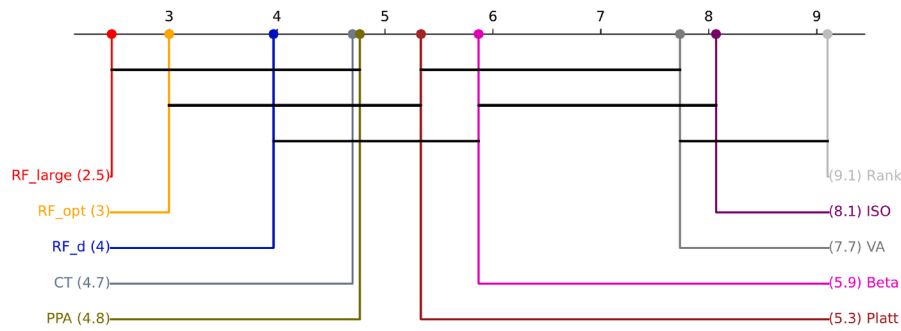 3 4 5 6 7 8 9
RF_large (2.5) (9.1) Rank
RF_opt (3) (8.1) ISO
RF_d (4) (7.7) VA
CT (4.7) (5.9) Beta
PPA (4.8) (5.3) Platt